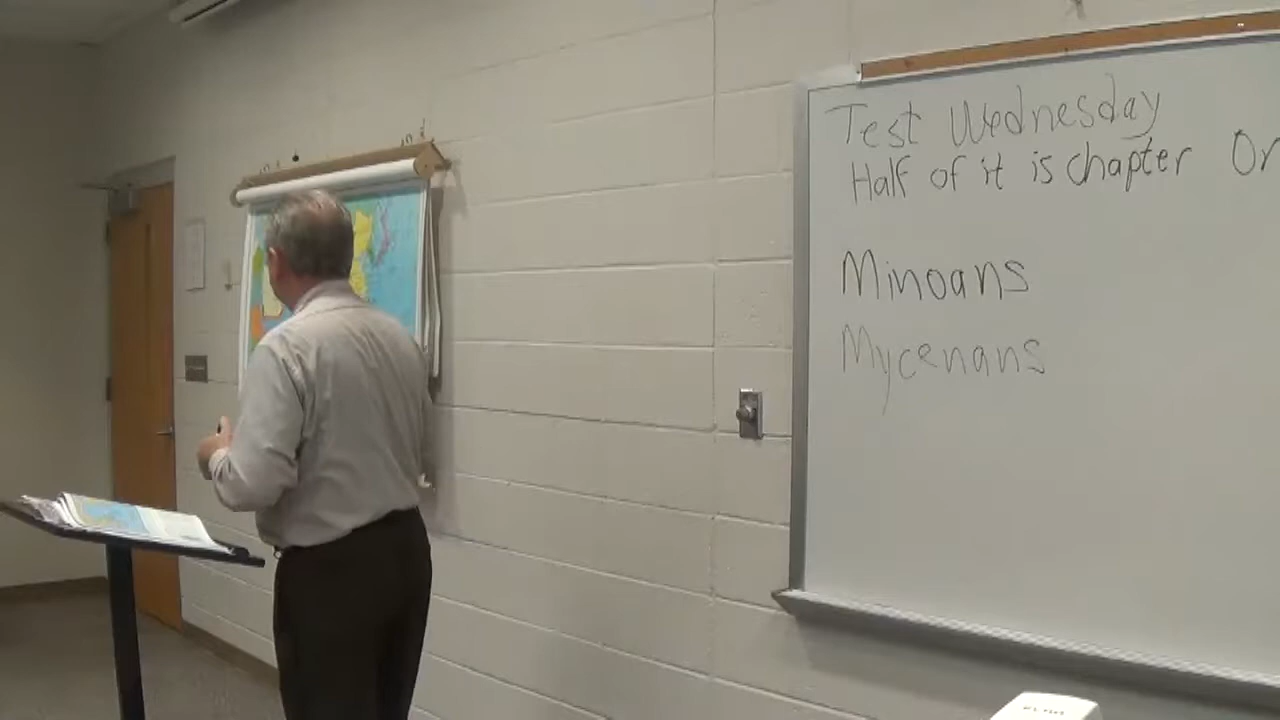 Test Wednesday
Half of it is chapter
Minoans
Mycenans